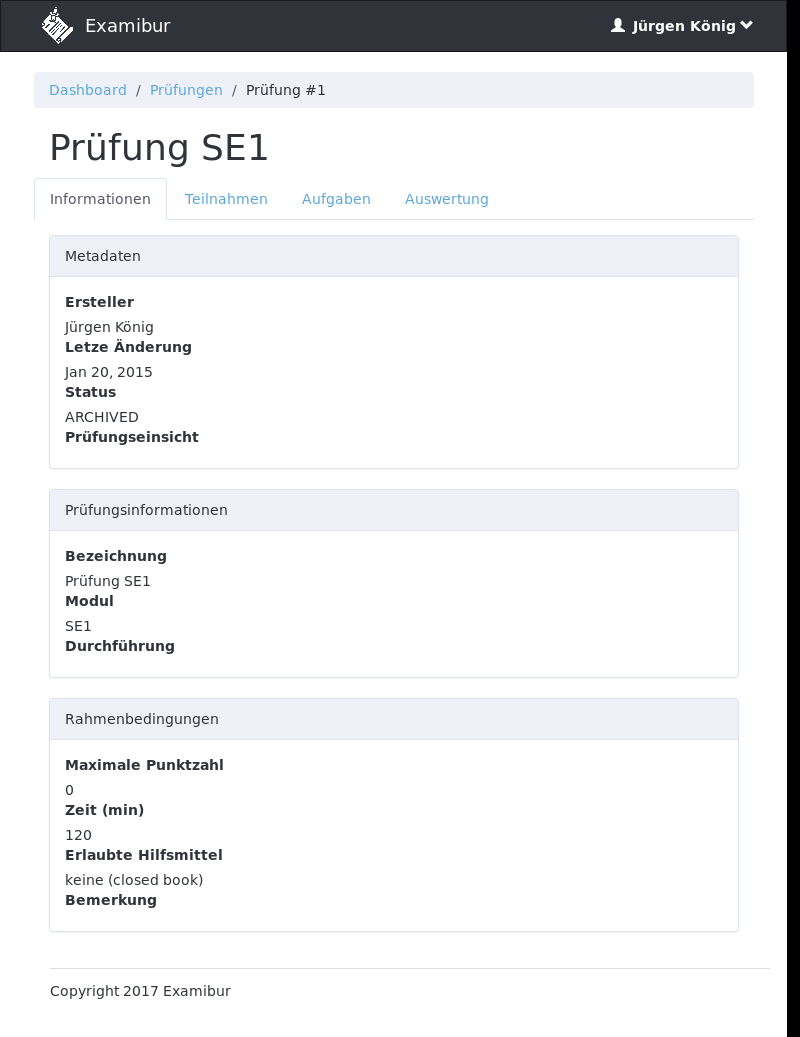 Examibur
Jürgen König
Dashboard / Prüfungen / Prüfung #1
Prüfung SE1
Informationen Teilnahmen Aufgaben Auswertung
Metadaten
Ersteller
Jürgen König
Letze Änderung
Jan 20, 2015
Status
ARCHIVED
Prüfungseinsicht
Prüfungsinformationen
Bezeichnung
Prüfung SE1
Modul
SE1
Durchführung
Rahmenbedingungen
Maximale Punktzahl
0
Zeit (min)
120
Erlaubte Hilfsmittel
keine (closed book)
Bemerkung
Copyright 2017 Examibur